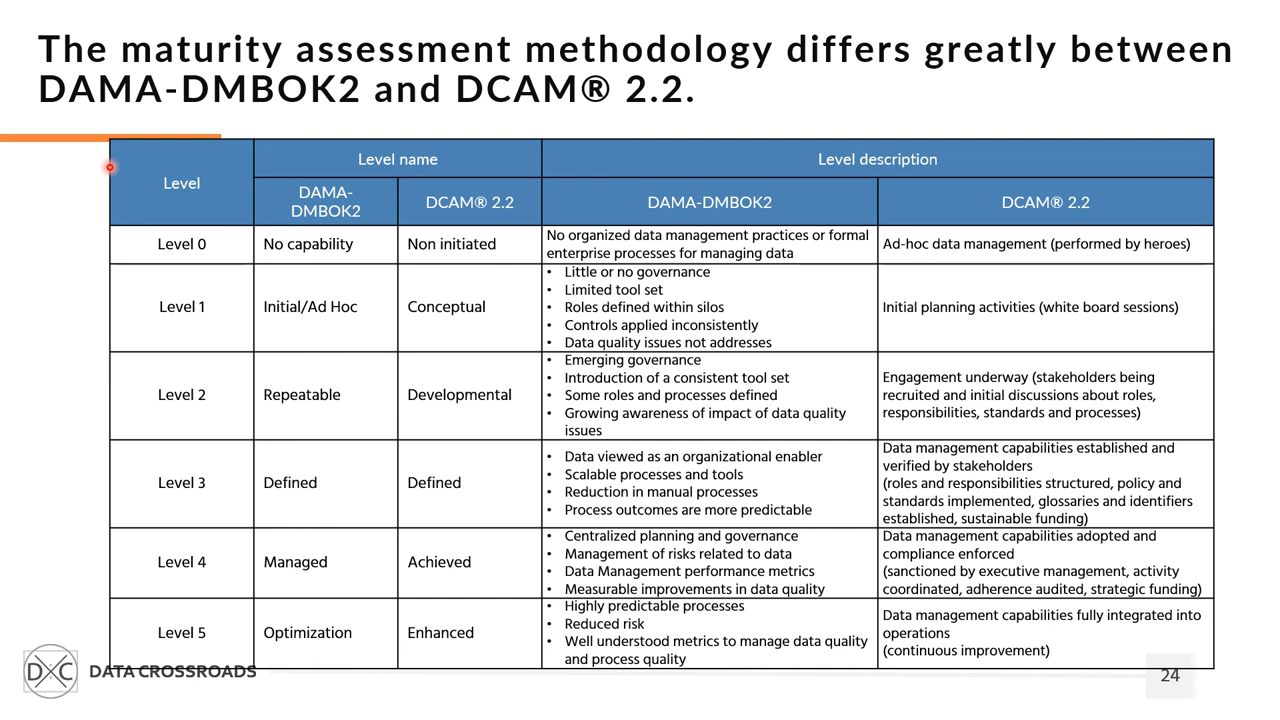 The maturity assessment methodology differs greatly between
DAMA-DMBOK2 and DCAM® 2.2.
Level
Level name
Level description
DAMA-
DMBOK2
DCAM® 2.2
DAMA-DMBOK2
DCAM® 2.2
Level 0
No capability
Non initiated
No organized data management practices or formal
enterprise processes for managing data
Ad-hoc data management (performed by heroes)
Level 1
Initial/Ad Hoc
Conceptual
• Little or no governance
• Limited tool set
• Roles defined within silos
• Controls applied inconsistently
• Data quality issues not addresses
Initial planning activities (white board sessions)
Level 2
Repeatable
Developmental
• Emerging governance
• Introduction of a consistent tool set
• Some roles and processes defined
• Growing awareness of impact of data quality
issues
Engagement underway (stakeholders being
recruited and initial discussions about roles,
responsibilities, standards and processes)
Level 3
Defined
Defined
• Data viewed as an organizational enabler
• Scalable processes and tools
• Reduction in manual processes
• Process outcomes are more predictable
Data management capabilities established and
verified by stakeholders
(roles and responsibilities structured, policy and
standards implemented, glossaries and identifiers
established, sustainable funding)
Level 4
Managed
Achieved
• Centralized planning and governance
• Management of risks related to data
• Data Management performance metrics
• Measurable improvements in data quality
Data management capabilities adopted and
compliance enforced
(sanctioned by executive management, activity
coordinated, adherence audited, strategic funding)
Level 5
Optimization
Enhanced
• Highly predictable processes
• Reduced risk
• Well understood metrics to manage data quality
and process quality
Data management capabilities fully integrated into
operations
(continuous improvement)
DXC
DATA CROSSROADS
24